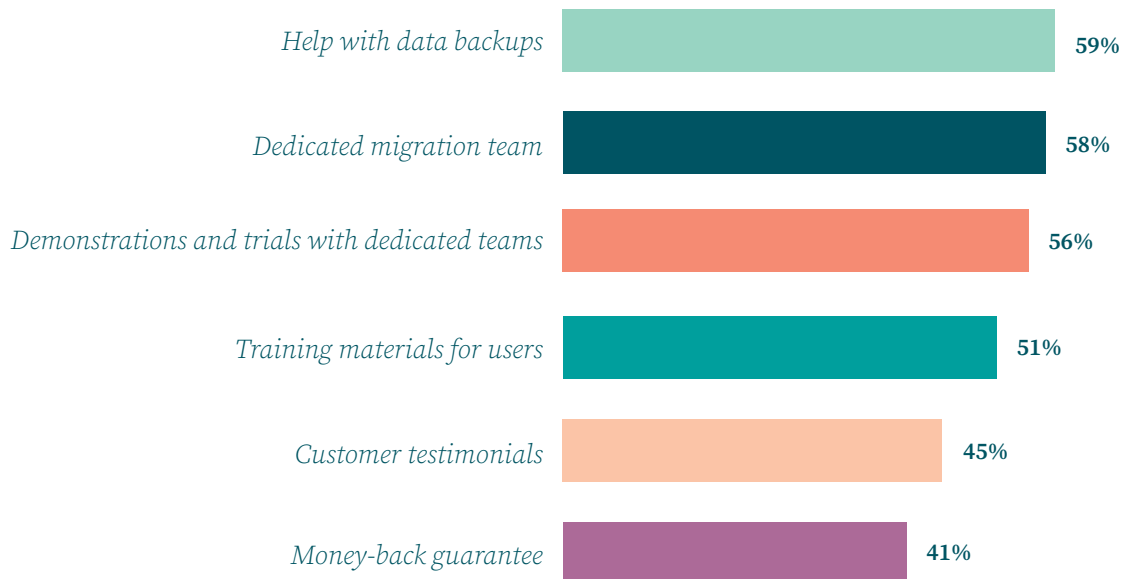 Help with data backups 59%
Dedicated migration team 58%
Demonstrations and trials with dedicated teams 56%
Training materials for users 51%
Customer testimonials 45%
Money-back guarantee 41%